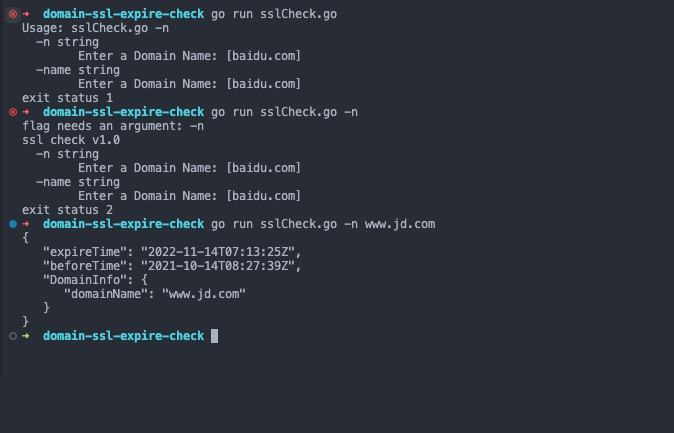 ➜ domain-ssl-expire-check go run sslCheck.go
Usage: sslCheck.go -n
  -n string
        Enter a Domain Name: [baidu.com]
  -name string
        Enter a Domain Name: [baidu.com]
exit status 1
➜ domain-ssl-expire-check go run sslCheck.go -n
flag needs an argument: -n
ssl check v1.0
  -n string
        Enter a Domain Name: [baidu.com]
  -name string
        Enter a Domain Name: [baidu.com]
exit status 2
➜ domain-ssl-expire-check go run sslCheck.go -n www.jd.com
{
   "expireTime": "2022-11-14T07:13:25Z",
   "beforeTime": "2021-10-14T08:27:39Z",
   "DomainInfo": {
      "domainName": "www.jd.com"
   }
}
➜ domain-ssl-expire-check